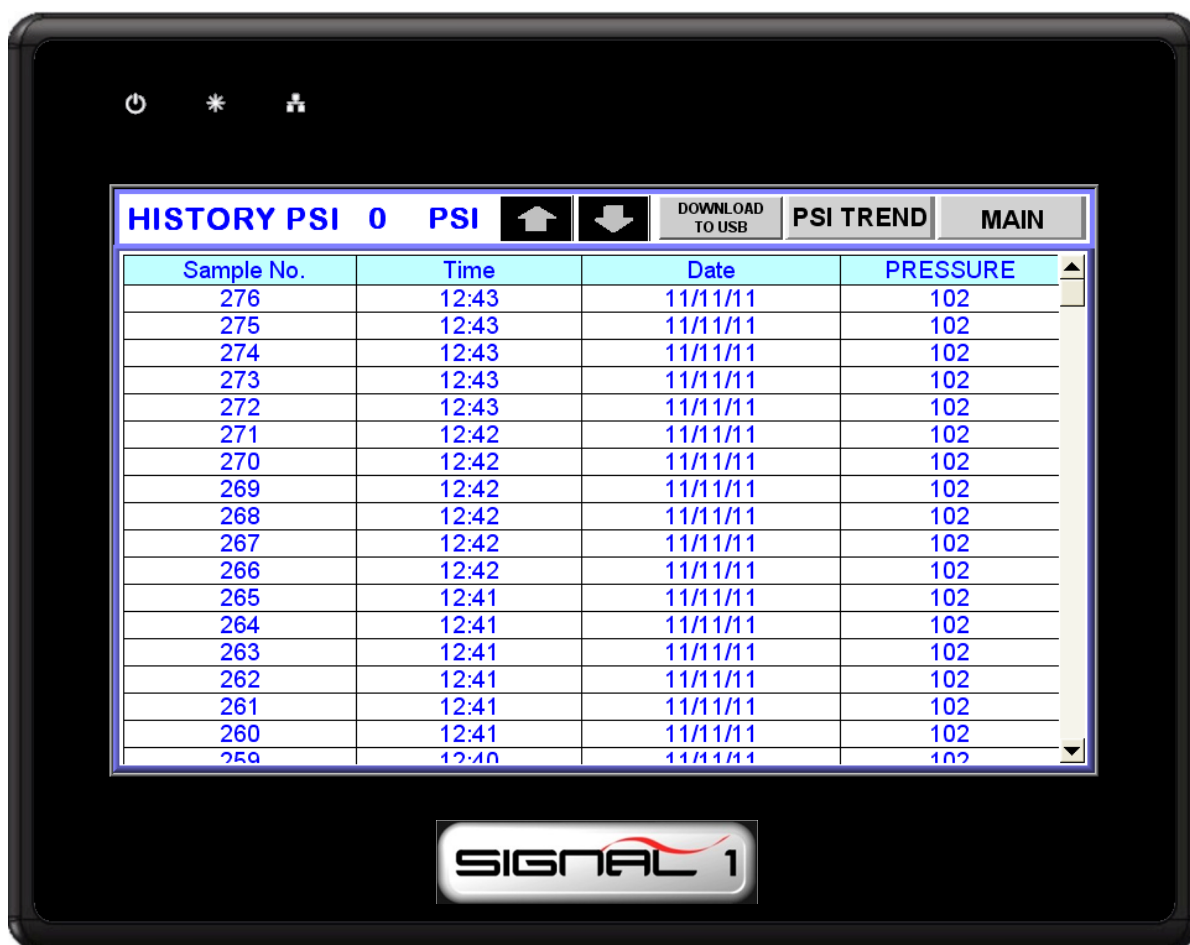 HISTORY PSI 0 PSI DOWNLOAD TO USB PSI TREND MAIN
Sample No. Time Date PRESSURE
276 12:43 11/11/11 102
275 12:43 11/11/11 102
274 12:43 11/11/11 102
273 12:43 11/11/11 102
272 12:43 11/11/11 102
271 12:42 11/11/11 102
270 12:42 11/11/11 102
269 12:42 11/11/11 102
268 12:42 11/11/11 102
267 12:42 11/11/11 102
266 12:42 11/11/11 102
265 12:41 11/11/11 102
264 12:41 11/11/11 102
263 12:41 11/11/11 102
262 12:41 11/11/11 102
261 12:41 11/11/11 102
260 12:41 11/11/11 102
259 12:40 11/11/11 102
SIGNAL 1